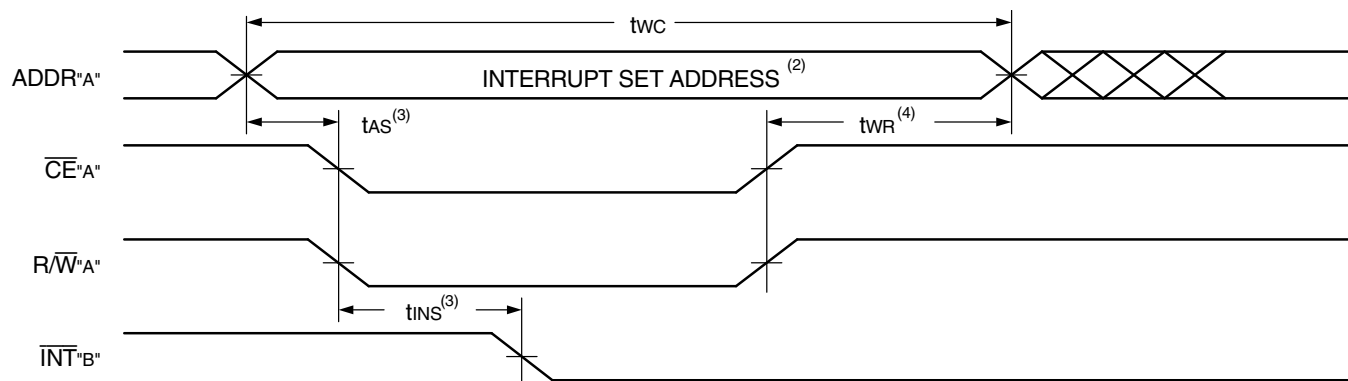 tWC
ADDR"A"
INTERRUPT SET ADDRESS (2)
tAS(3)
tWR(4)
CE"A"
R/W"A"
tINS(3)
INT"B"